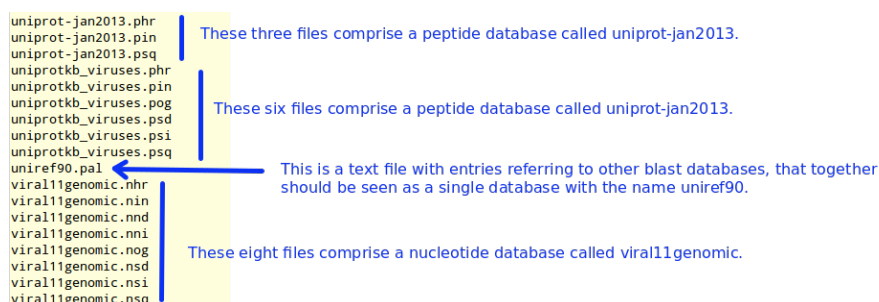 uniprot-jan2013.phr
uniprot-jan2013.pin
uniprot-jan2013.psq
These three files comprise a peptide database called uniprot-jan2013.
uniprotkb_viruses.phr
uniprotkb_viruses.pin
uniprotkb_viruses.pog
uniprotkb_viruses.psd
uniprotkb_viruses.psi
uniprotkb_viruses.psq
These six files comprise a peptide database called uniprot-jan2013.
uniref90.pal
This is a text file with entries referring to other blast databases, that together
should be seen as a single database with the name uniref90.
viral11genomic.nhr
viral11genomic.nin
viral11genomic.nnd
viral11genomic.nni
viral11genomic.nog
viral11genomic.nsd
viral11genomic.nsi
viral11genomic.nsq
These eight files comprise a nucleotide database called viral11genomic.